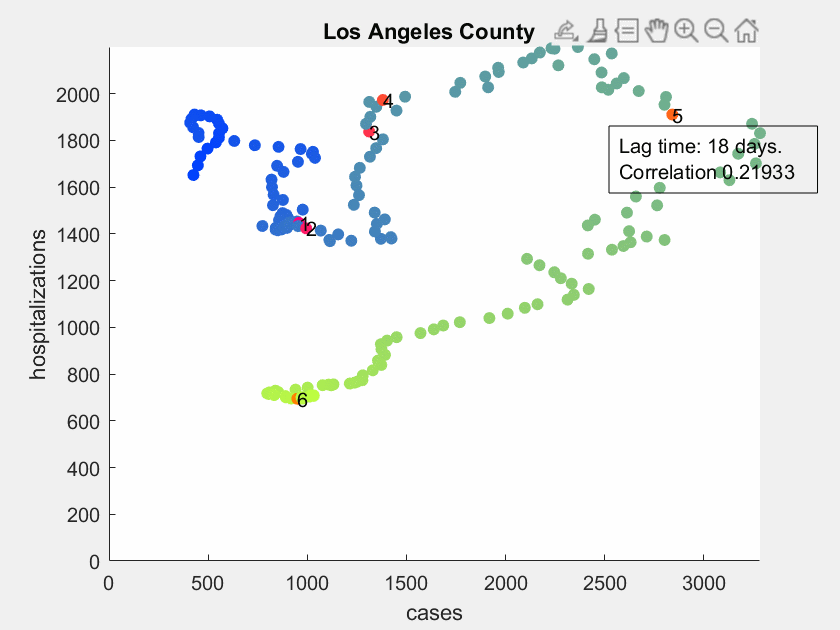 Los Angeles County
4
3
5
Lag time: 18 days.
Correlation 0.21933
1
2
6
hospitalizations
2000
1800
1600
1400
1200
1000
800
600
400
200
0
0 500 1000 1500 2000 2500 3000
cases